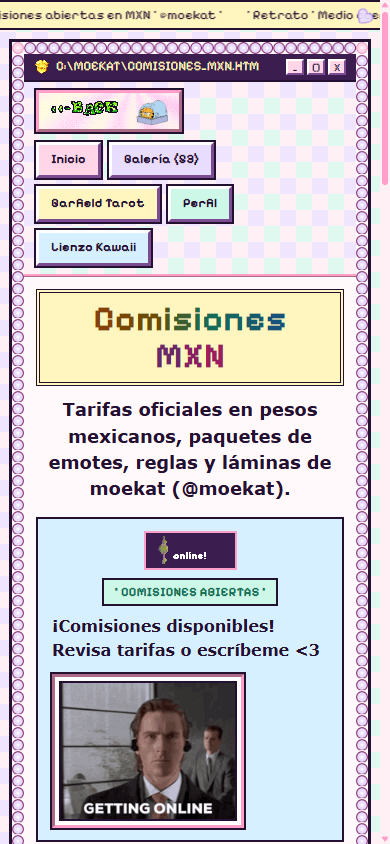 isiones abiertas en MXN * @moekat * * Retrato * Medio
C:\MOEKAT\COMISIONES_MXN.HTM
- O X
<-BACK
Inicio
Galería {53}
Garfield Tarot
Perfil
Lienzo Kawaii
Comisiones
MXN
Tarifas oficiales en pesos
mexicanos, paquetes de
emotes, reglas y láminas de
moekat (@moekat).
online!
* COMISIONES ABIERTAS *
¡Comisiones disponibles!
Revisa tarifas o escríbeme <3
GETTING ONLINE